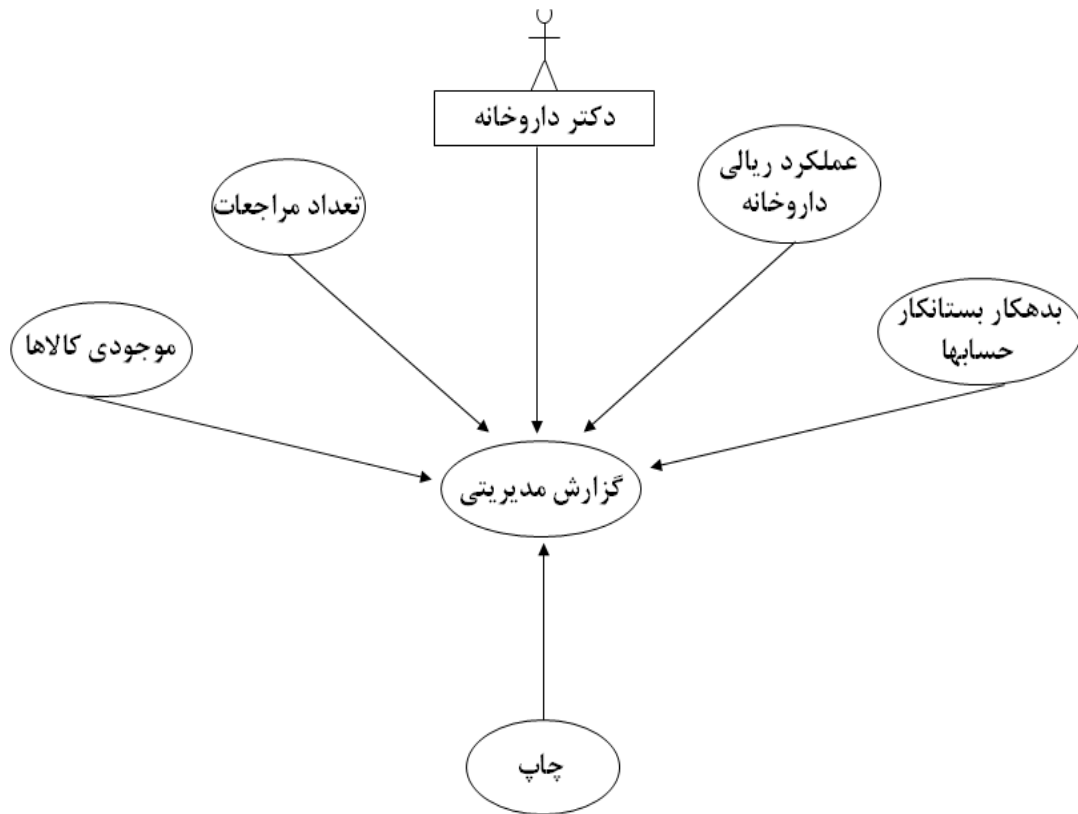 دکتر داروخانه
عملکرد ریالی
داروخانه
تعداد مراجعات
بدهکار بستانکار
حسابها
موجودی کالاها
گزارش مدیریتی
چاپ